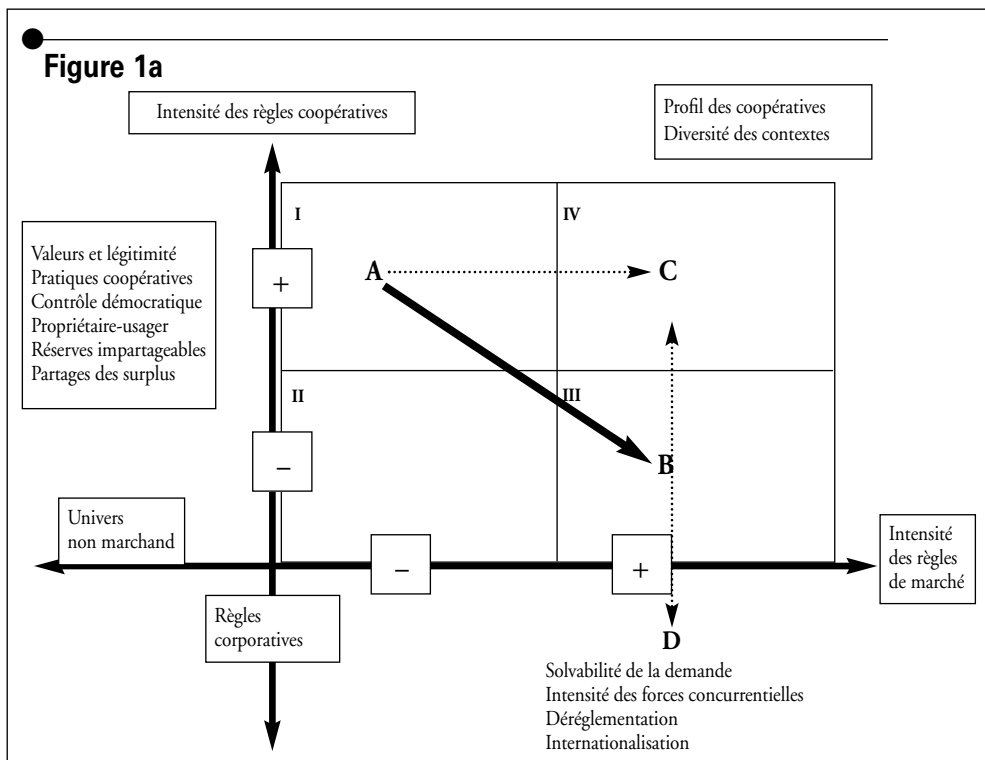 Figure 1a
Intensité des règles coopératives
Profil des coopératives
Diversité des contextes
I
IV
Valeurs et légitimité
Pratiques coopératives
Contrôle démocratique
Propriétaire-usager
Réserves impartageables
Partages des surplus
+
A
C
II
III
–
B
Univers
non marchand
–
+
Intensité
des règles
de marché
Règles
corporatives
D
Solvabilité de la demande
Intensité des forces concurrentielles
Déréglementation
Internationalisation